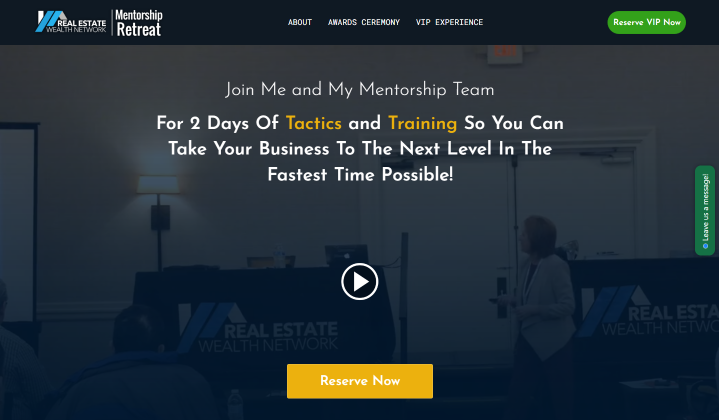 REAL ESTATE
WEALTH NETWORK
Mentorship
Retreat
ABOUT
AWARDS CEREMONY
VIP EXPERIENCE
Reserve VIP Now
Join Me and My Mentorship Team
For 2 Days Of Tactics and Training So You Can
Take Your Business To The Next Level In The
Fastest Time Possible!
Leave us a message!
REAL ESTATE
WEALTH NETWORK
REAL ESTATE
WEALTH NETWO
Reserve Now